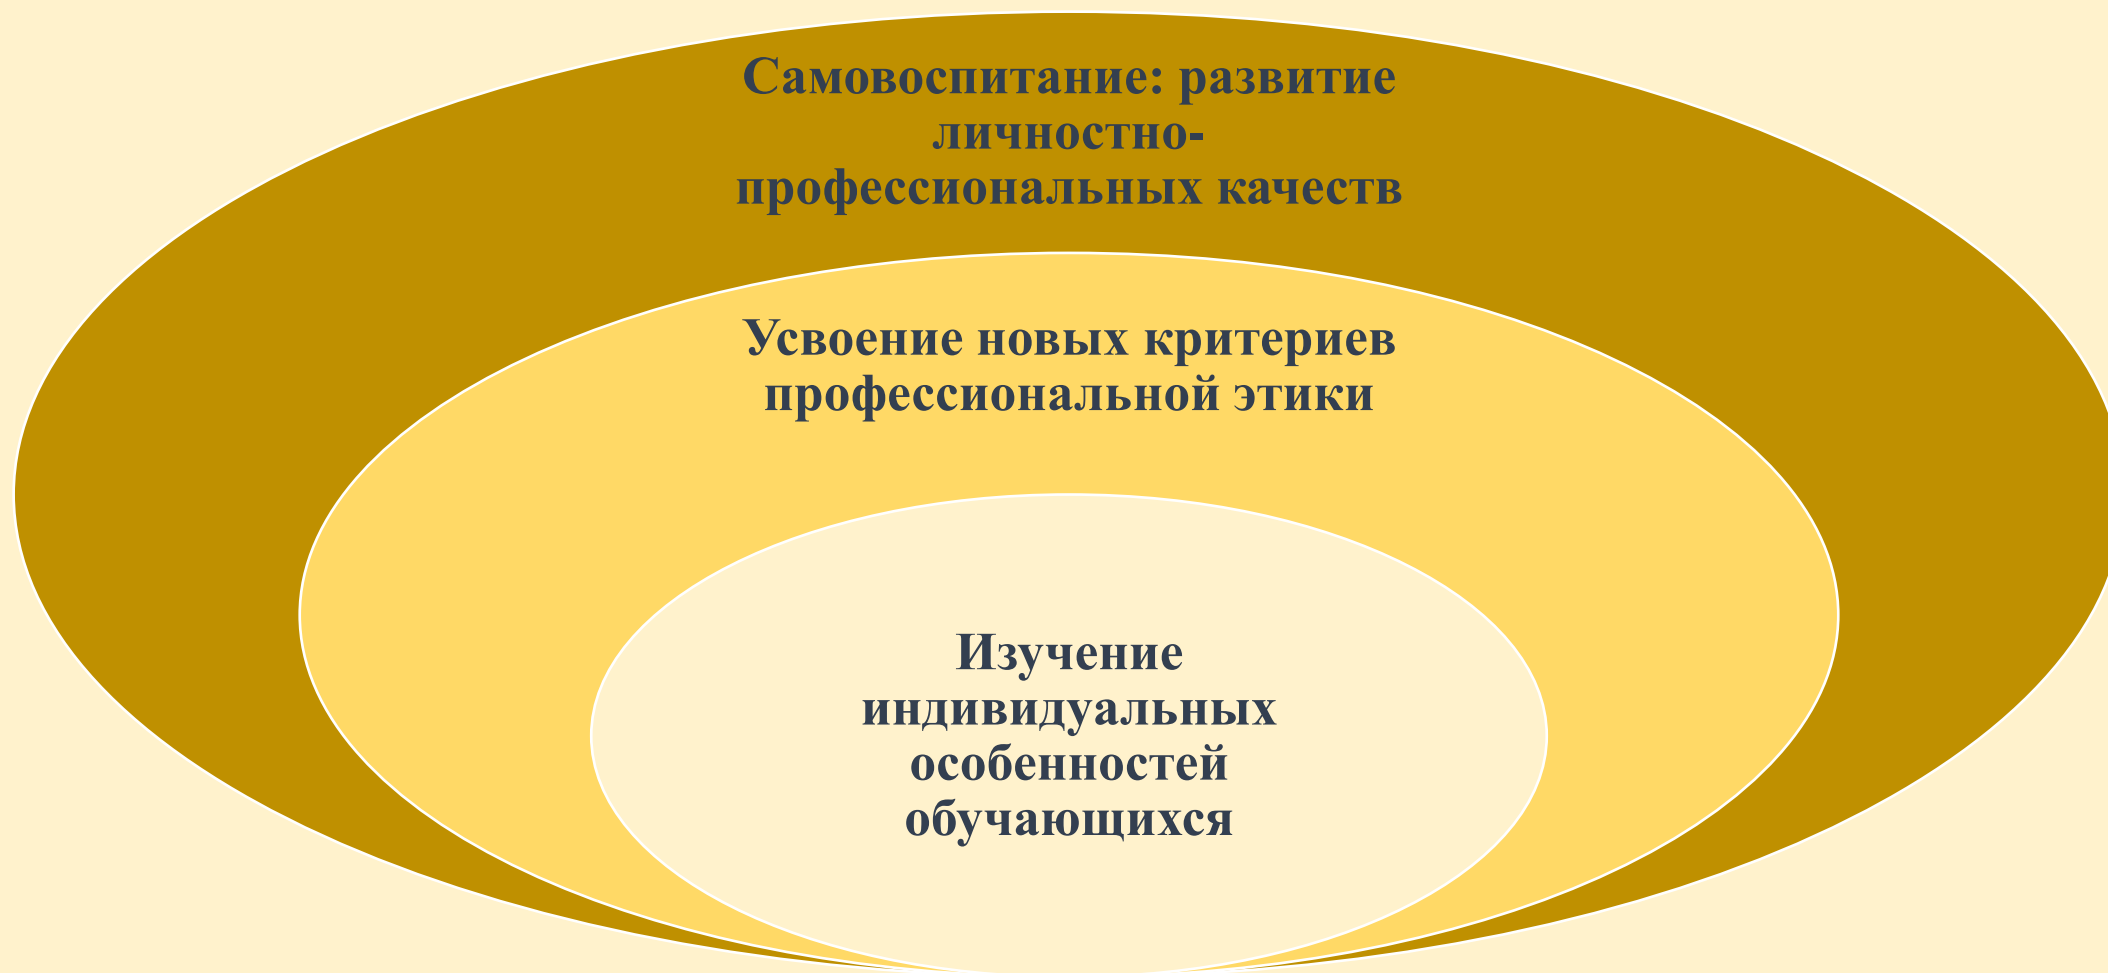 Самовоспитание: развитие
личностно-
профессиональных качеств
Усвоение новых критериев
профессиональной этики
Изучение
индивидуальных
особенностей
обучающихся